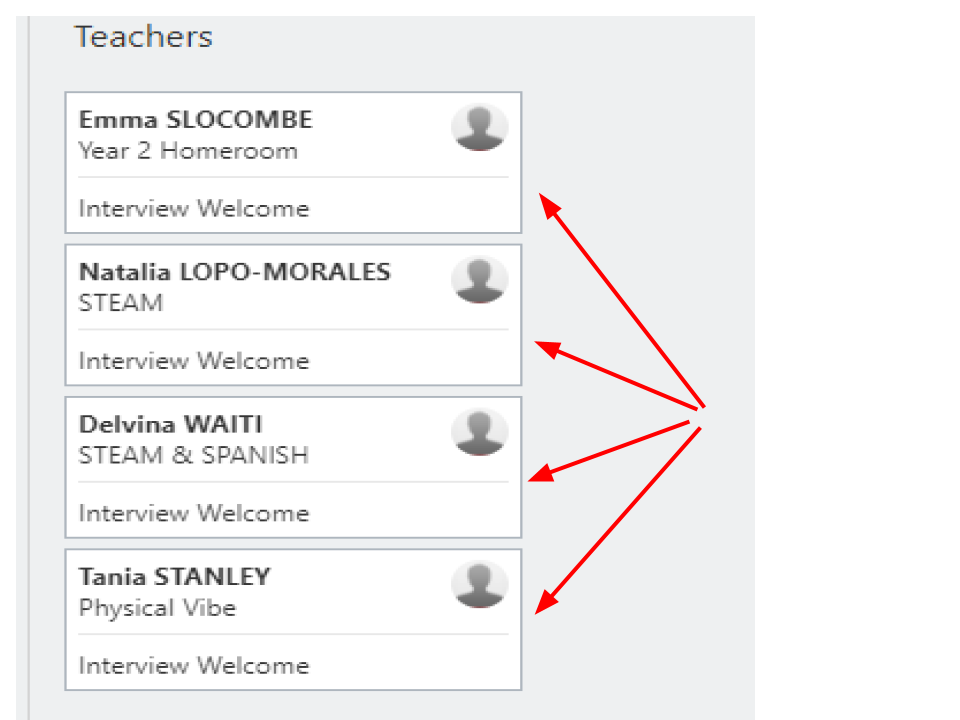 Teachers
Emma SLOCOMBE
Year 2 Homeroom
Interview Welcome
Natalia LOPO-MORALES
STEAM
Interview Welcome
Delvina WAITI
STEAM & SPANISH
Interview Welcome
Tania STANLEY
Physical Vibe
Interview Welcome